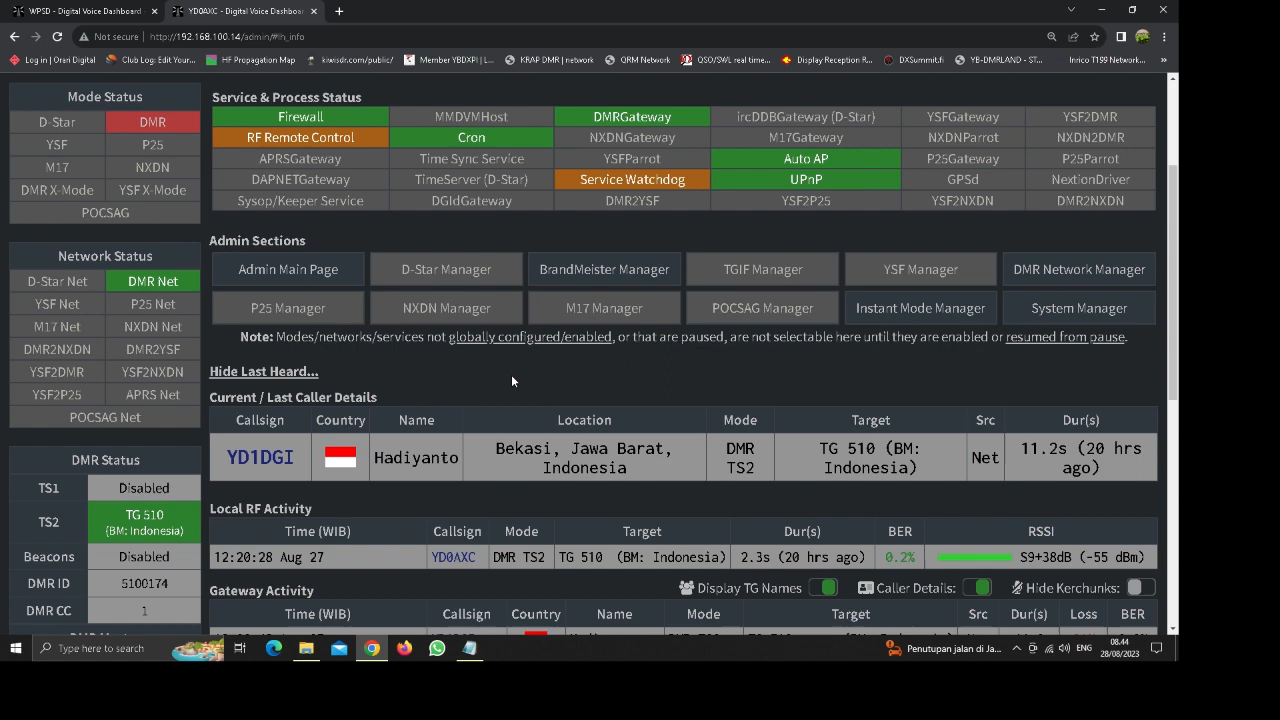 WPSD - Digital Voice Dashboard
YD0AXC - Digital Voice Dashboa
Not secure
http://192.168.100.14/admin/#lh_info
Log in | Orari Digital
Club Log: Edit Your...
HF Propagation Map
kiwisdr.com/public/
Member YBDXPI | L...
KRAP DMR | network
QRM Network
QSO/SWL real time...
Display Reception R...
DXSummit.fi
YB-DMRLAND - ST...
Inrico T199 Network...
Mode Status
D-Star DMR
YSF P25
M17 NXDN
DMR X-Mode YSF X-Mode
POCSAG
Network Status
D-Star Net DMR Net
YSF Net P25 Net
M17 Net NXDN Net
DMR2NXDN DMR2YSF
YSF2DMR YSF2NXDN
YSF2P25 APRS Net
POCSAG Net
DMR Status
TS1 Disabled
TS2 TG 510
(BM: Indonesia)
Beacons Disabled
DMR ID 5100174
DMR CC 1
Service & Process Status
Firewall MMDVMHost DMRGateway ircDDBGateway (D-Star) YSFGateway YSF2DMR
RF Remote Control Cron NXDNGateway M17Gateway NXDNParrot NXDN2DMR
APRSGateway Time Sync Service YSFParrot Auto AP P25Gateway P25Parrot
DAPNETGateway TimeServer (D-Star) Service Watchdog UPnP GPSd NextionDriver
Sysop/Keeper Service DGIdGateway DMR2YSF YSF2P25 YSF2NXDN DMR2NXDN
Admin Sections
Admin Main Page D-Star Manager BrandMeister Manager TGIF Manager YSF Manager DMR Network Manager
P25 Manager NXDN Manager M17 Manager POCSAG Manager Instant Mode Manager System Manager
Note: Modes/networks/services not globally configured/enabled, or that are paused, are not selectable here until they are enabled or resumed from pause.
Hide Last Heard...
Current / Last Caller Details
Callsign Country Name Location Mode Target Src Dur(s)
YD1DGI Hadiyanto Bekasi, Jawa Barat, Indonesia DMR TS2 TG 510 (BM: Indonesia) Net 11.2s (20 hrs ago)
Local RF Activity
Time (WIB) Callsign Mode Target Dur(s) BER RSSI
12:20:28 Aug 27 YD0AXC DMR TS2 TG 510 (BM: Indonesia) 2.3s (20 hrs ago) 0.2% S9+38dB (-55 dBm)
Gateway Activity Display TG Names Caller Details: Hide Kerchunks:
Time (WIB) Callsign Country Name Mode Target Src Dur(s) Loss BER
Type here to search
Penutupan jalan di Ja...
ENG
08.44
28/08/2023